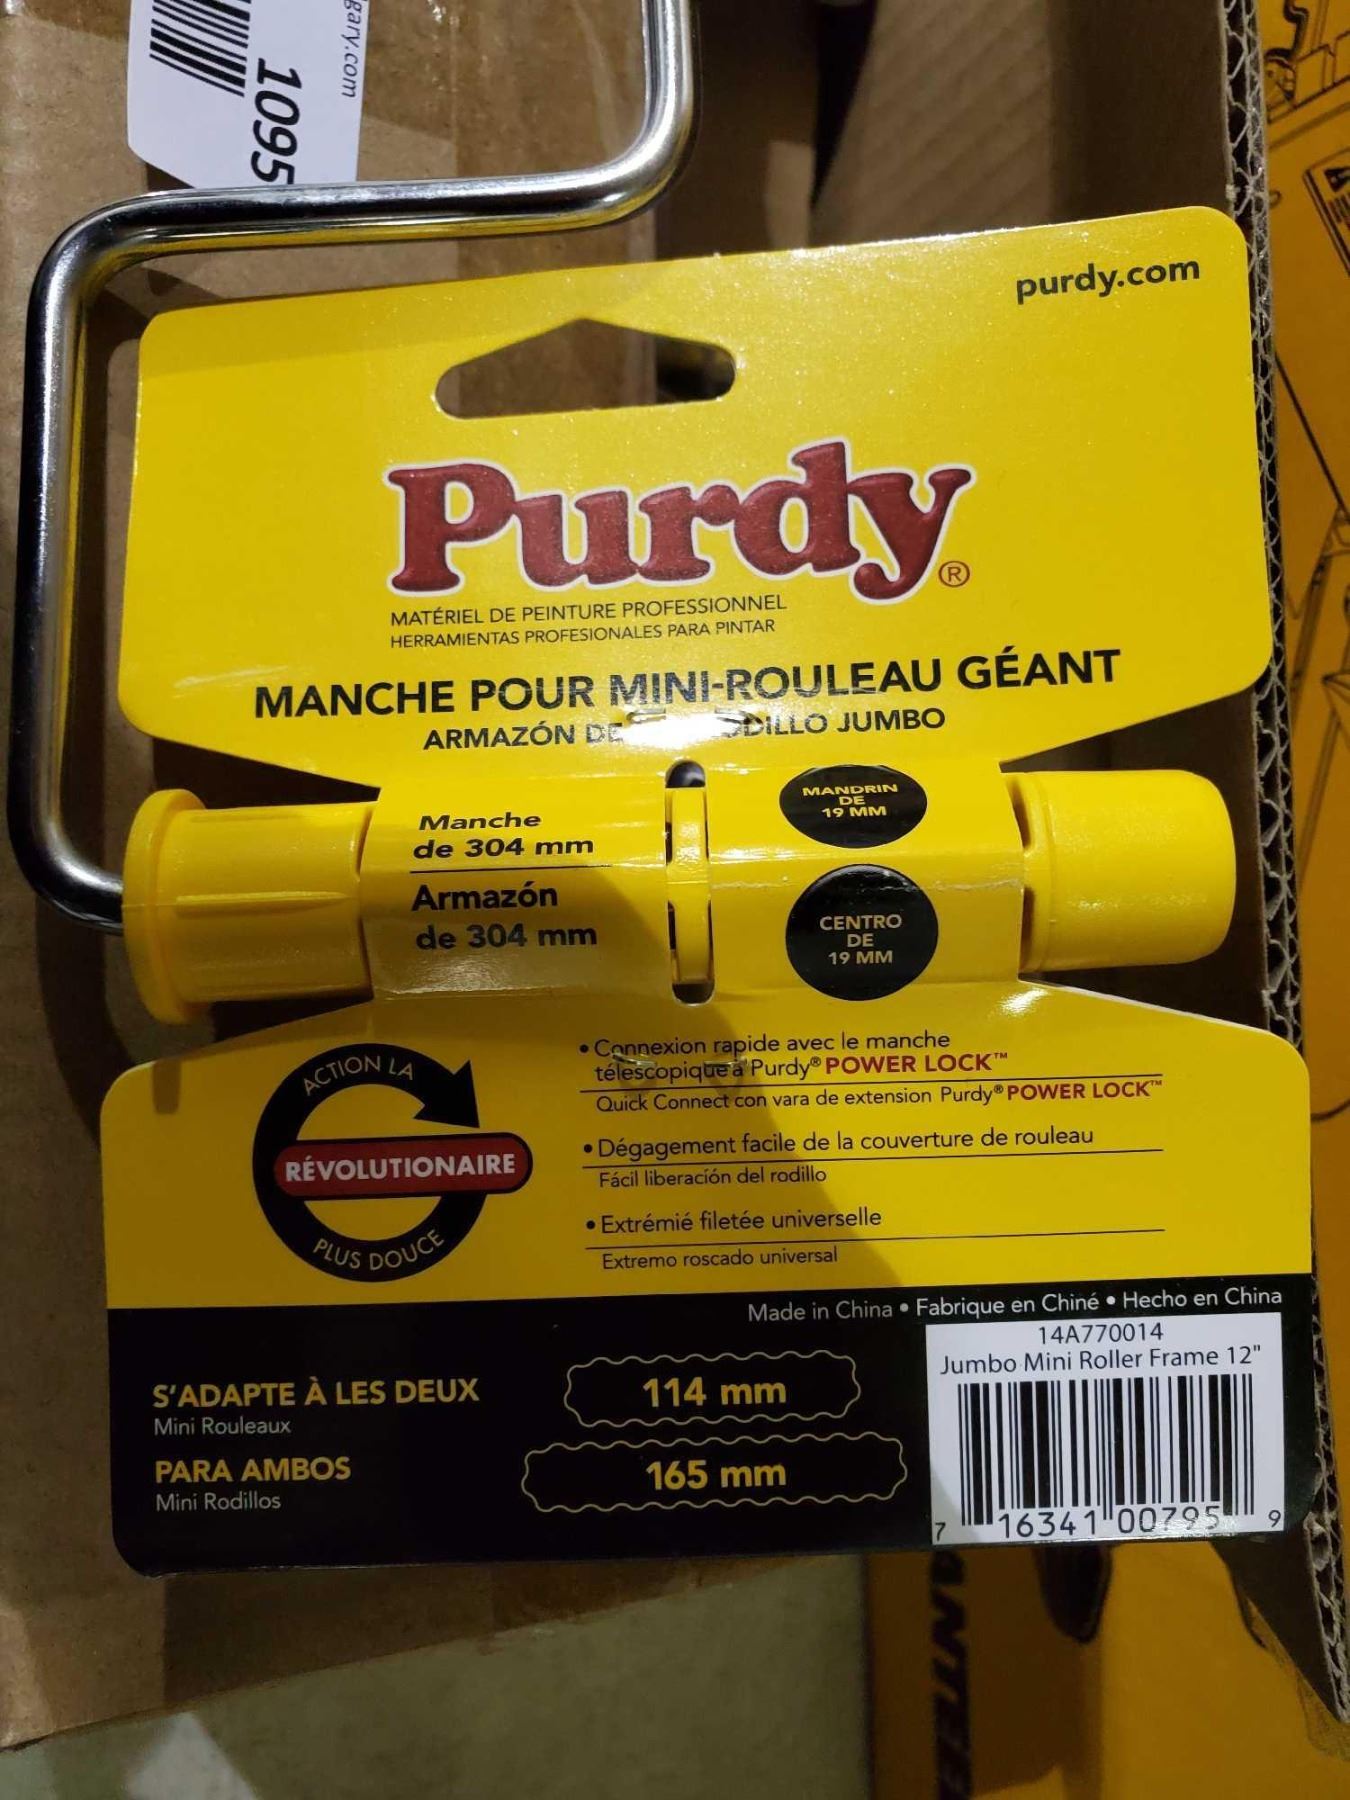 gary.com
1095
purdy.com
Purdy®
MATÉRIEL DE PEINTURE PROFESSIONNEL
HERRAMIENTAS PROFESIONALES PARA PINTAR
MANCHE POUR MINI-ROULEAU GÉANT
ARMAZÓN DE JUMBO
Manche
de 304 mm
Armazón
de 304 mm
MANDRIN
DE
19 MM
CENTRO
DE
19 MM
ACTION LA
RÉVOLUTIONAIRE
PLUS DOUCE
• Connexion rapide avec le manche
télescopique à Purdy® POWER LOCK™
Quick Connect con vara de extension Purdy® POWER LOCK™
• Dégagement facile de la couverture de rouleau
Fácil liberación del rodillo
• Extrémié filetée universelle
Extremo roscado universal
Made in China • Fabrique en Chiné • Hecho en China
14A770014
Jumbo Mini Roller Frame 12"
7 16341 00795 9
S'ADAPTE À LES DEUX
Mini Rouleaux
PARA AMBOS
Mini Rodillos
114 mm
165 mm